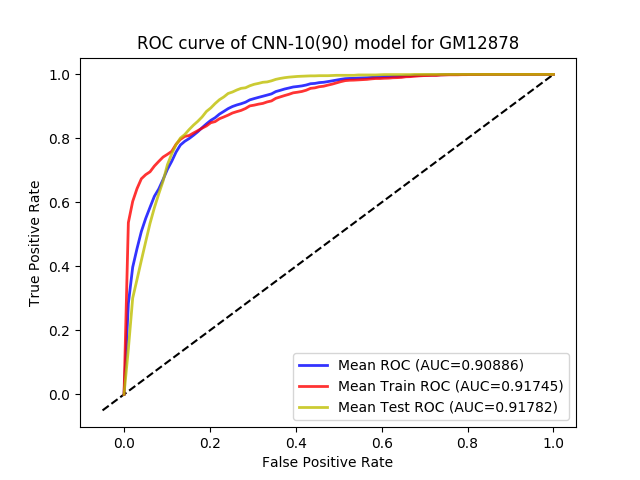 ROC curve of CNN-10(90) model for GM12878
True Positive Rate
1.0
0.8
0.6
0.4
0.2
0.0
Mean ROC (AUC=0.90886)
Mean Train ROC (AUC=0.91745)
Mean Test ROC (AUC=0.91782)
0.0 0.2 0.4 0.6 0.8 1.0
False Positive Rate